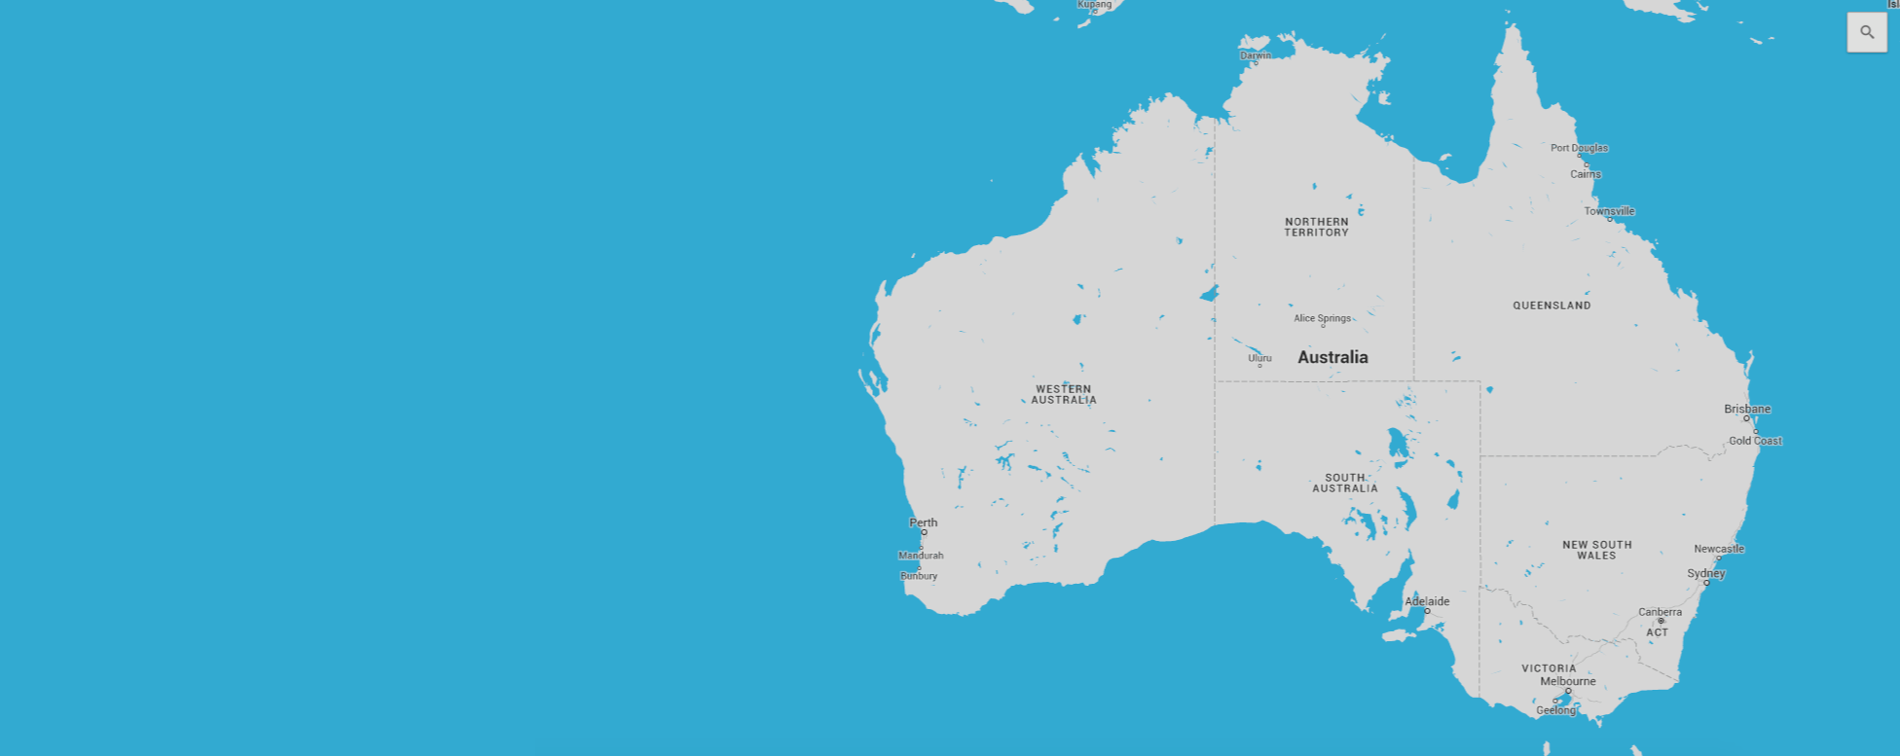 Kupang
Isl
Darwin
Port Douglas
Cairns
Townsville
NORTHERN
TERRITORY
QUEENSLAND
Alice Springs
Uluru
Australia
WESTERN
AUSTRALIA
Brisbane
Gold Coast
SOUTH
AUSTRALIA
Perth
Mandurah
Bunbury
NEW SOUTH
WALES
Newcastle
Sydney
Adelaide
Canberra
ACT
VICTORIA
Melbourne
Geelong